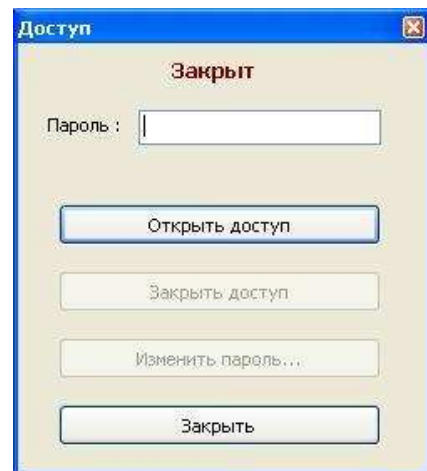 Доступ
Закрыт
Пароль :
Открыть доступ
Закрыть доступ
Изменить пароль...
Закрыть